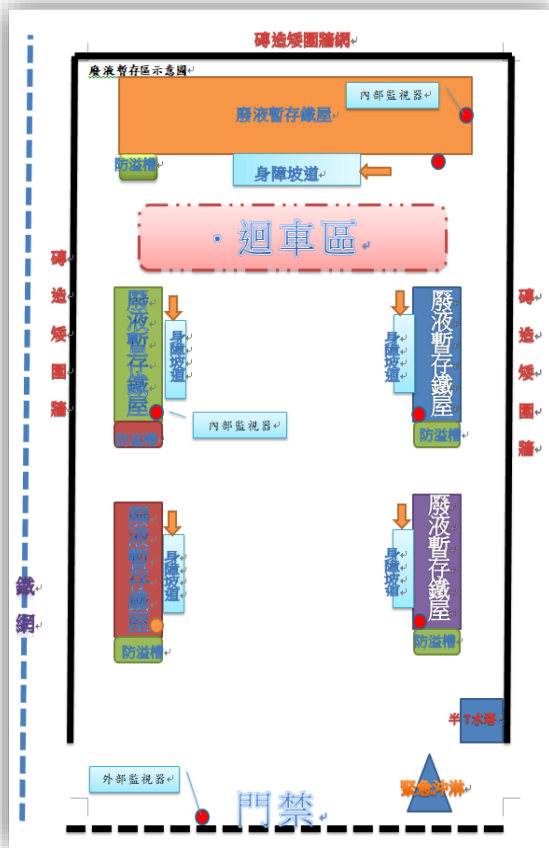 磚造矮圍牆網
廢液暫存區示意圖
內部監視器
廢液暫存鐵屋
防溢槽
身障坡道
·迴車區
磚造矮圍牆
磚造矮圍牆
廢液暫存鐵屋
身障坡道
身障坡道
廢液暫存鐵屋
內部監視器
防溢槽
防溢槽
廢液暫存鐵屋
身障坡道
身障坡道
廢液暫存鐵屋
鐵網
防溢槽
防溢槽
半T水塔
外部監視器
緊急沖淋
門禁